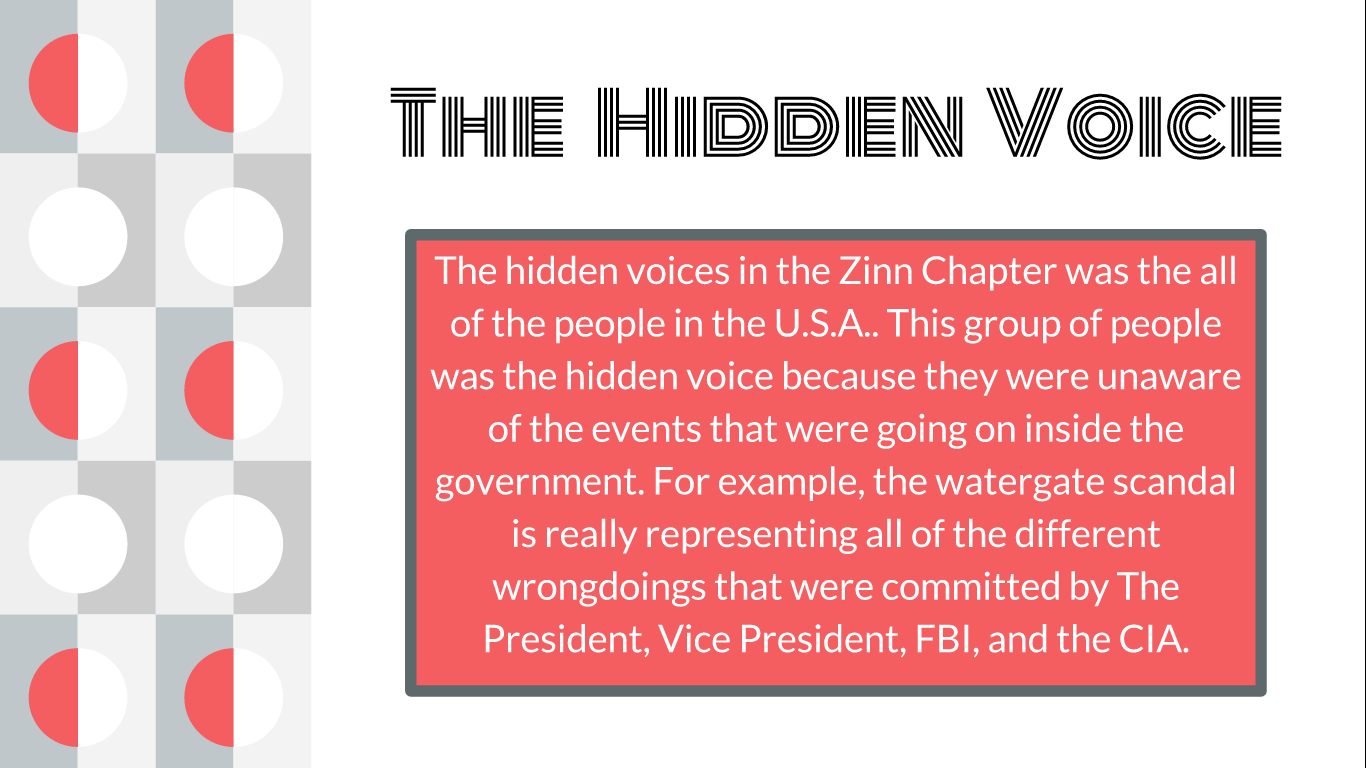 The Hidden Voice
The hidden voices in the Zinn Chapter was the all
of the people in the U.S.A.. This group of people
was the hidden voice because they were unaware
of the events that were going on inside the
government. For example, the watergate scandal
is really representing all of the different
wrongdoings that were committed by The
President, Vice President, FBI, and the CIA.